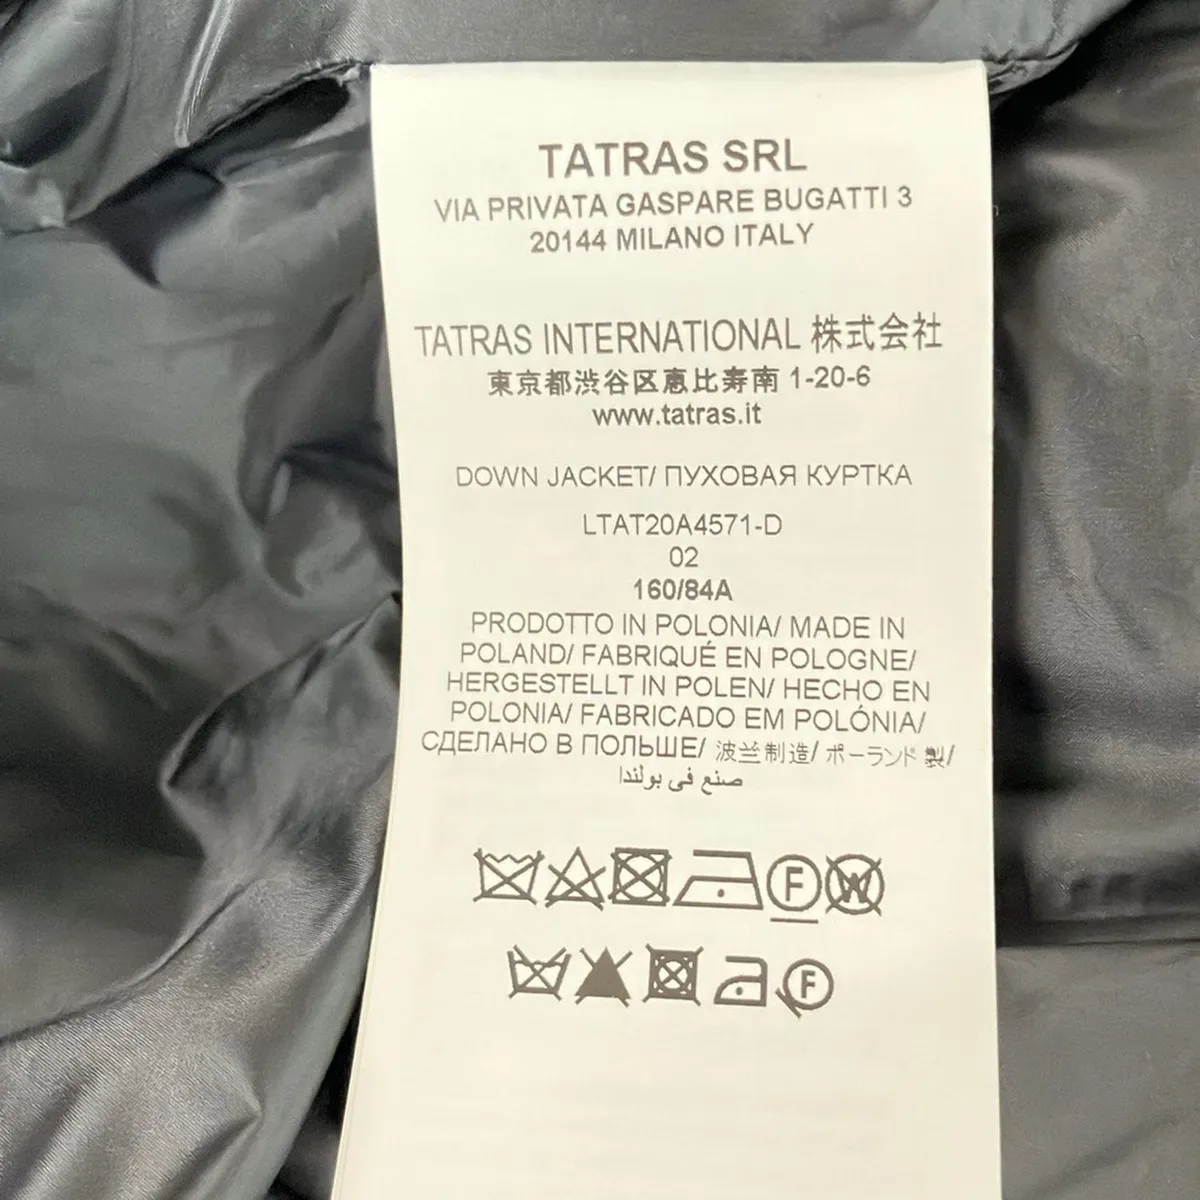 TATRAS SRL
VIA PRIVATA GASPARE BUGATTI 3
20144 MILANO ITALY
TATRAS INTERNATIONAL 株式会社
東京都渋谷区恵比寿南 1-20-6
www.tatras.it
DOWN JACKET/ ПУХОВАЯ КУРТКА
LTAT20A4571-D
02
160/84A
PRODOTTO IN POLONIA/ MADE IN
POLAND/ FABRIQUÉ EN POLOGNE/
HERGESTELLT IN POLEN/ HECHO EN
POLONIA/ FABRICADO EM POLÓNIA/
СДЕЛАНО В ПОЛЬШЕ/ 波兰制造/ ポーランド 製/
صنع في بولندا
F W
F